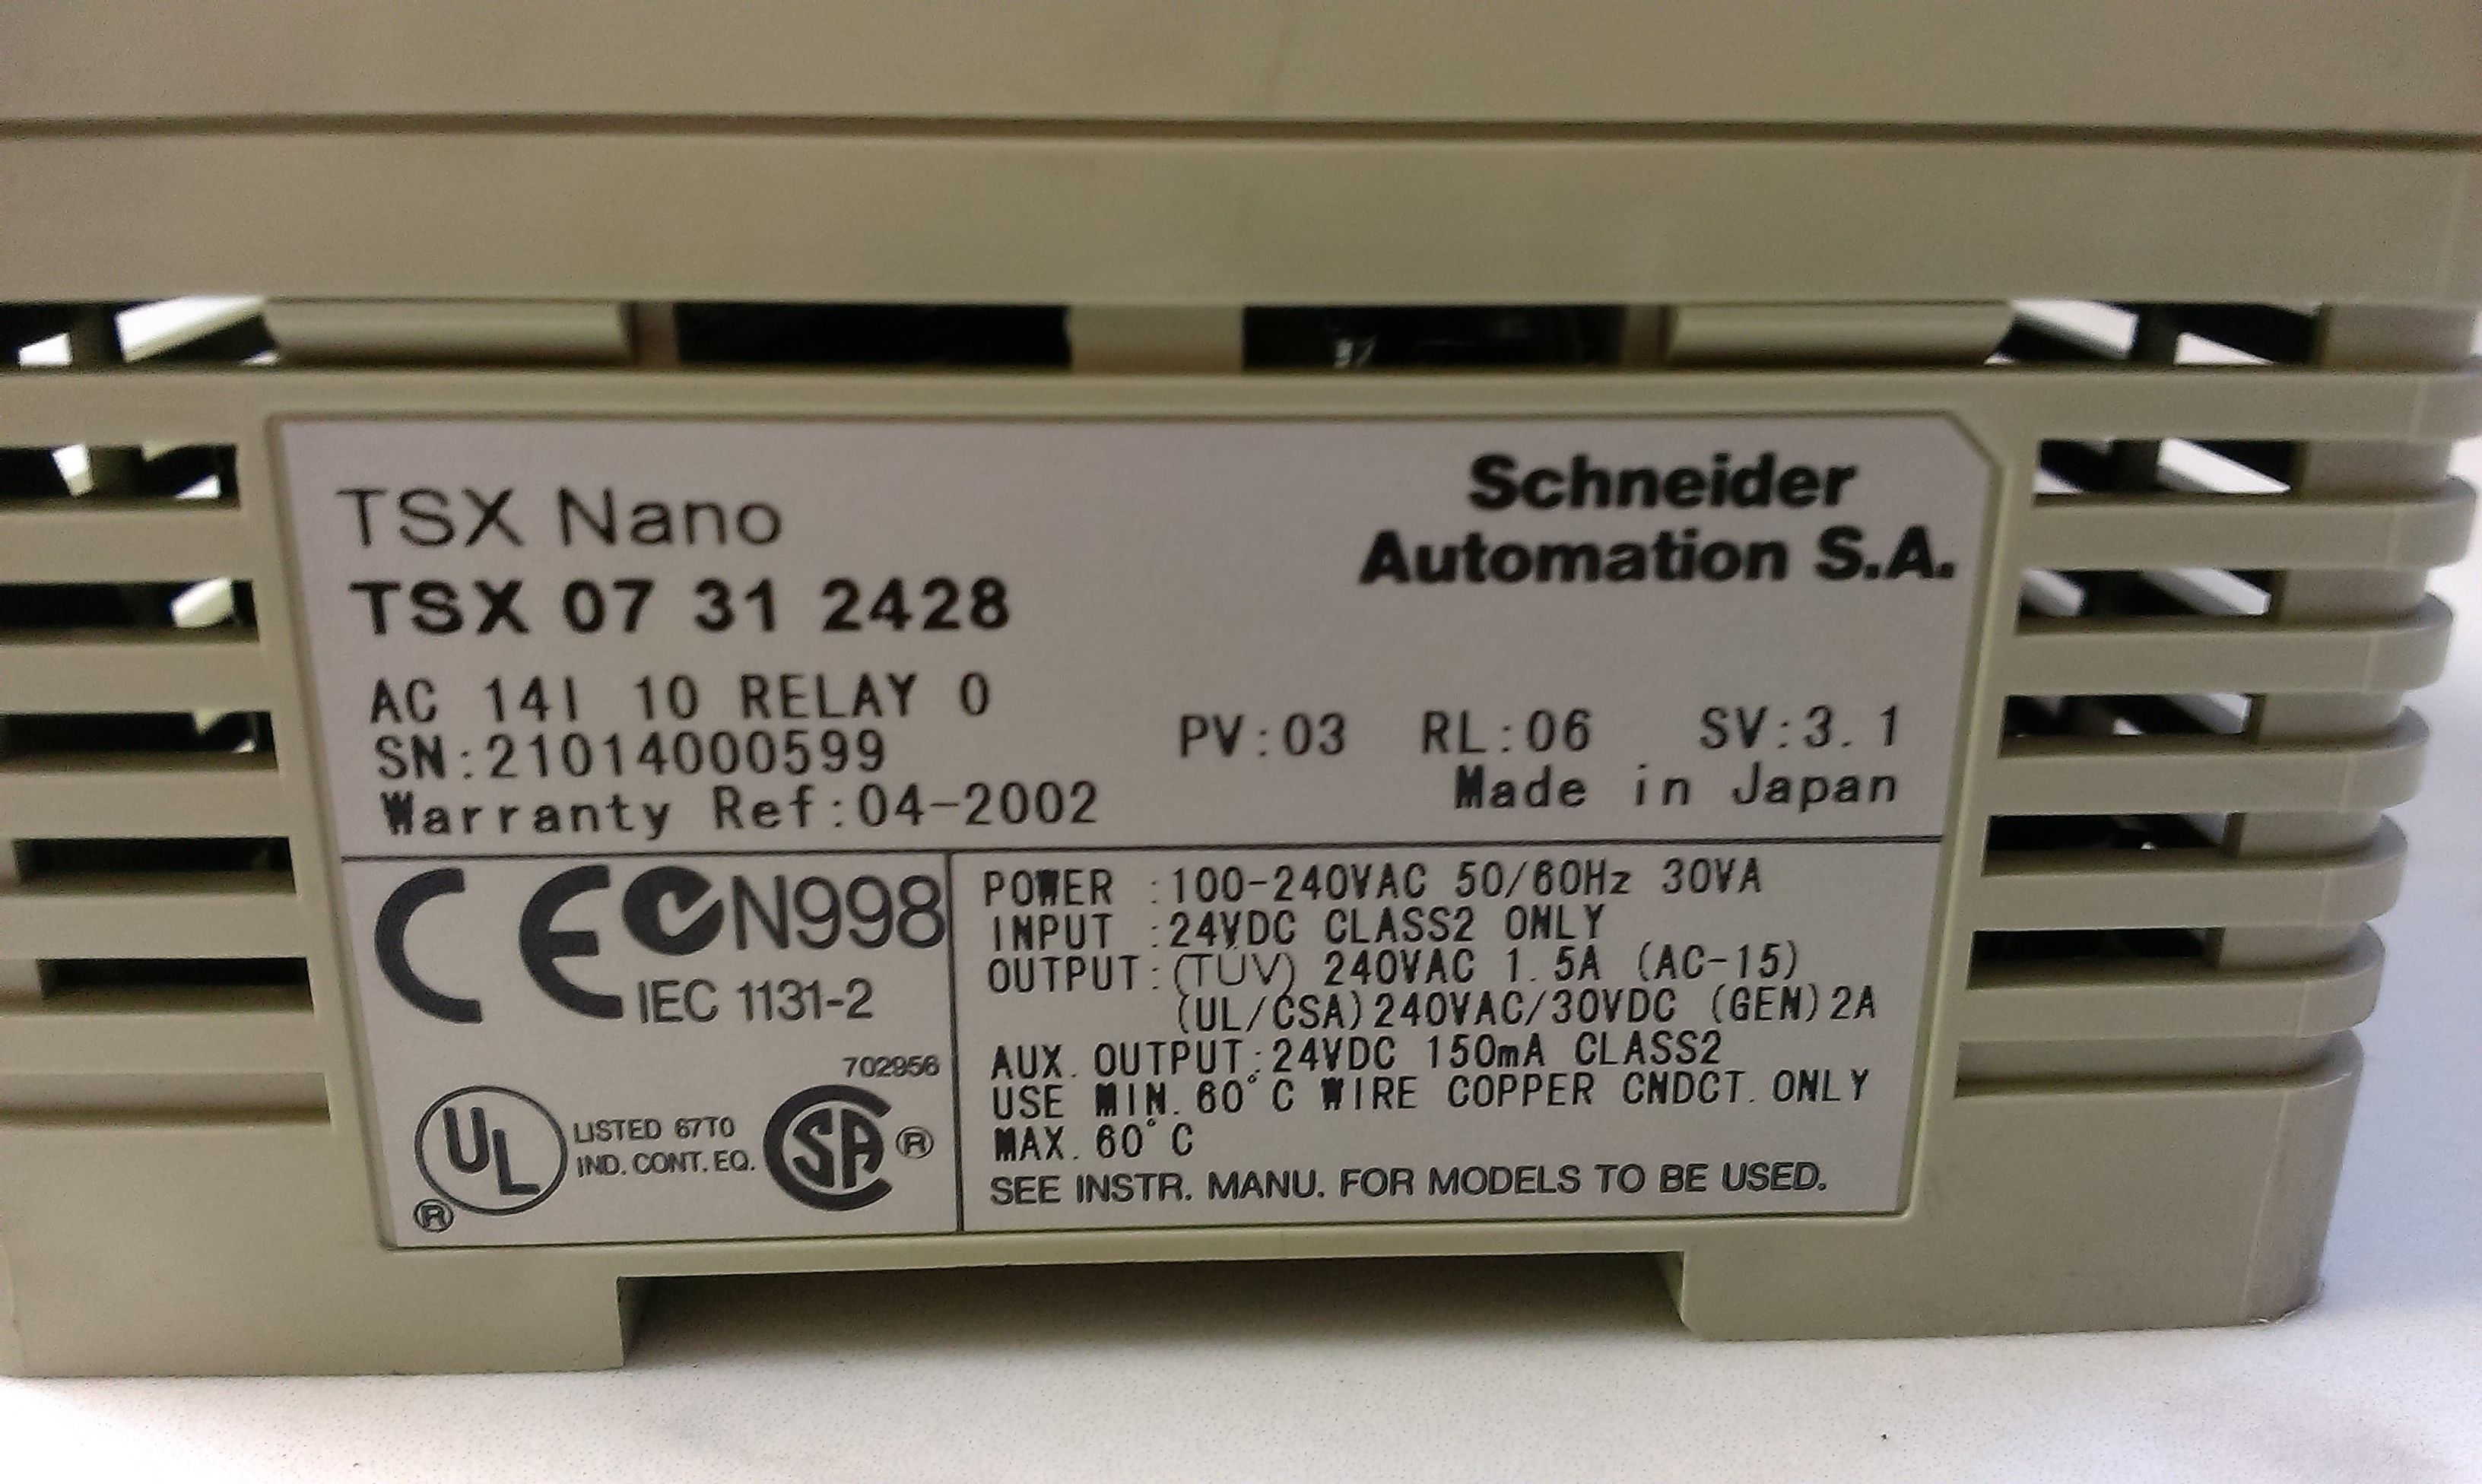 TSX Nano
Schneider
Automation S.A.
TSX 07 31 2428
AC 14I 10 RELAY O
SN:21014000599
PV:03 RL:06 SV:3.1
Warranty Ref:04-2002
Made in Japan
CE N998
IEC 1131-2
702956
UL LISTED 67T0
IND. CONT. EQ.
SA ®
®
POWER :100-240VAC 50/60Hz 30VA
INPUT :24VDC CLASS2 ONLY
OUTPUT:(TÜV) 240VAC 1.5A (AC-15)
(UL/CSA)240VAC/30VDC (GEN)2A
AUX. OUTPUT:24VDC 150mA CLASS2
USE MIN.60°C WIRE COPPER CNDCT.ONLY
MAX.60°C
SEE INSTR. MANU. FOR MODELS TO BE USED.